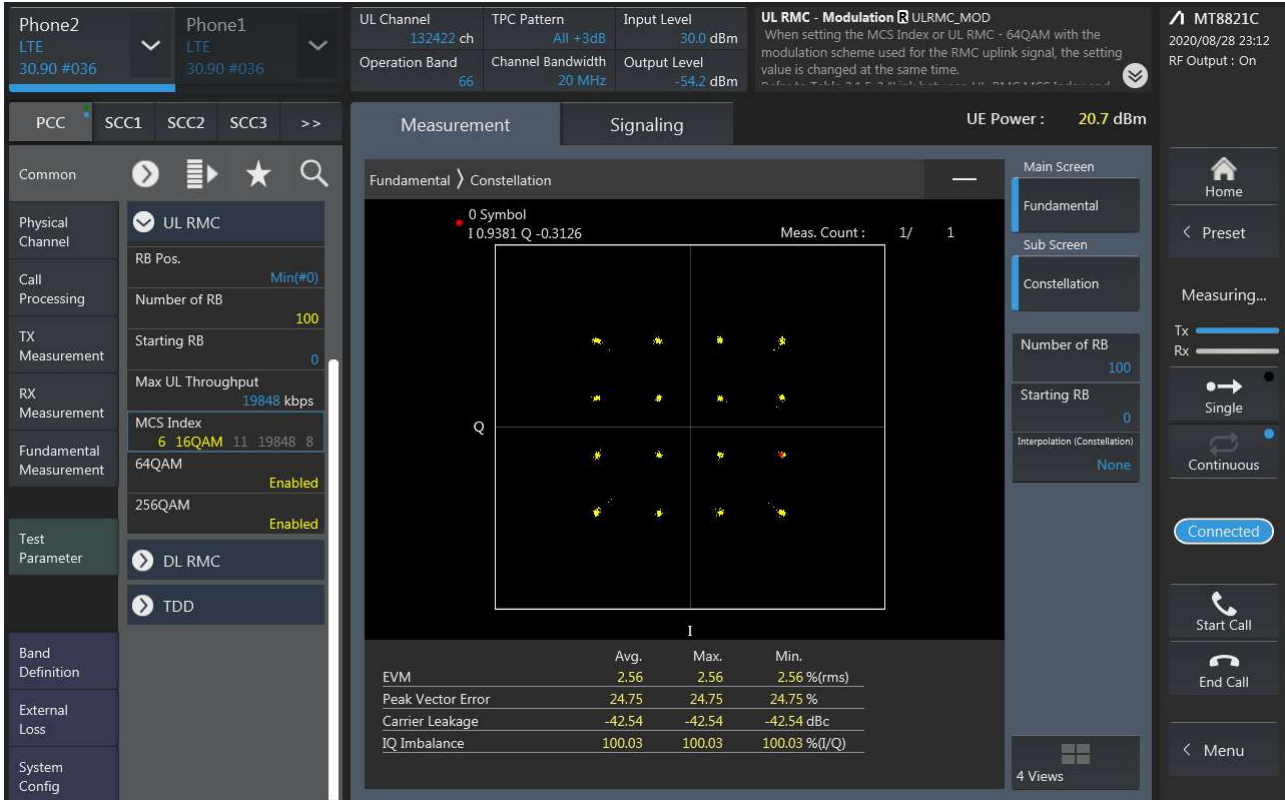 Phone2
LTE
30.90 #036
Phone1
LTE
30.90 #036
UL Channel
132422 ch
TPC Pattern
All +3dB
Input Level
30.0 dBm
Operation Band
66
Channel Bandwidth
20 MHz
Output Level
-54.2 dBm
UL RMC - Modulation R ULRMC_MOD
When setting the MCS Index or UL RMC - 64QAM with the
modulation scheme used for the RMC uplink signal, the setting
value is changed at the same time.
MT8821C
2020/08/28 23:12
RF Output : On
PCC SCC1 SCC2 SCC3 >>
Measurement
Signaling
UE Power : 20.7 dBm
Common
Physical
Channel
Call
Processing
TX
Measurement
RX
Measurement
Fundamental
Measurement
Test
Parameter
Band
Definition
External
Loss
System
Config
UL RMC
RB Pos.
Min(#0)
Number of RB
100
Starting RB
0
Max UL Throughput
19848 kbps
MCS Index
6 16QAM 11 19848 8
64QAM
Enabled
256QAM
Enabled
DL RMC
TDD
Fundamental 〉 Constellation
0 Symbol
I 0.9381 Q -0.3126
Meas. Count : 1/ 1
Q
I
Avg. Max. Min.
EVM 2.56 2.56 2.56 %(rms)
Peak Vector Error 24.75 24.75 24.75 %
Carrier Leakage -42.54 -42.54 -42.54 dBc
IQ Imbalance 100.03 100.03 100.03 %(I/Q)
Main Screen
Fundamental
Sub Screen
Constellation
Number of RB
100
Starting RB
0
Interpolation (Constellation)
None
4 Views
Home
< Preset
Measuring...
Tx
Rx
Single
Continuous
Connected
Start Call
End Call
< Menu